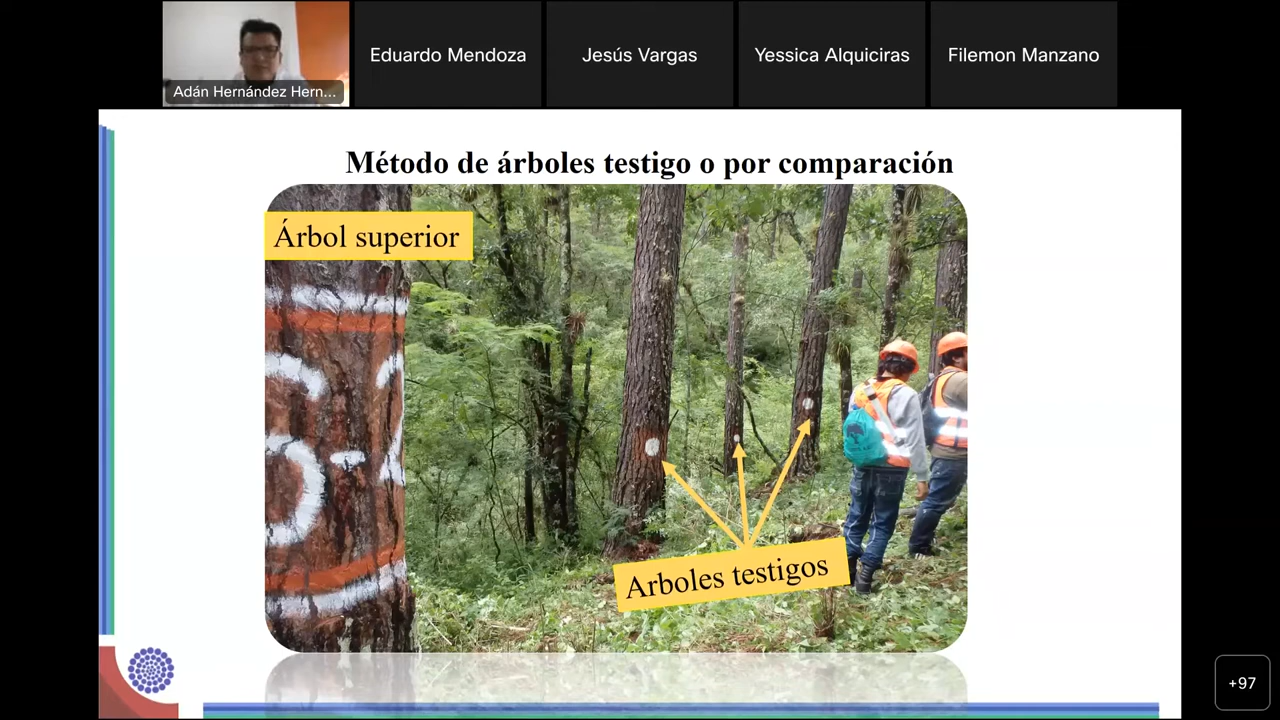 Adán Hernández Hern...
Eduardo Mendoza
Jesús Vargas
Yessica Alquiciras
Filemon Manzano
Método de árboles testigo o por comparación
Árbol superior
Arboles testigos
+97